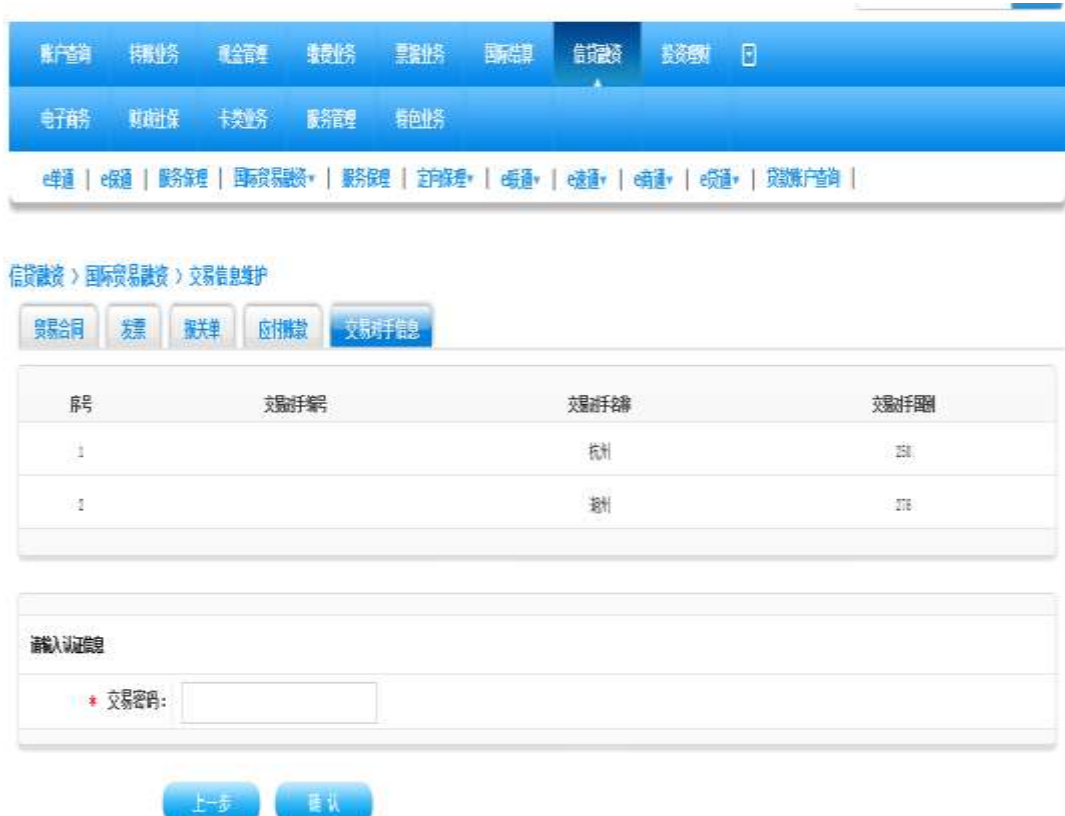 账户查询 转账业务 现金管理 缴费业务 票据业务 国际结算 信贷融资 投资理财
电子商务 财政社保 卡类业务 服务管理 特色业务
e单通 | e保通 | 服务保理 | 国际贸易融资▾ | 服务保理 | 定向保理▾ | e缴通▾ | e速通▾ | e商通▾ | e贷通▾ | 贷款账户查询 |
信贷融资 〉国际贸易融资 〉交易信息维护
贸易合同 发票 报关单 应付账款 交易对手信息
序号 交易对手编号 交易对手名称 交易对手国别
1 杭州 250
2 湖州 276
请输入认证信息
* 交易密码：
上一步 确 认